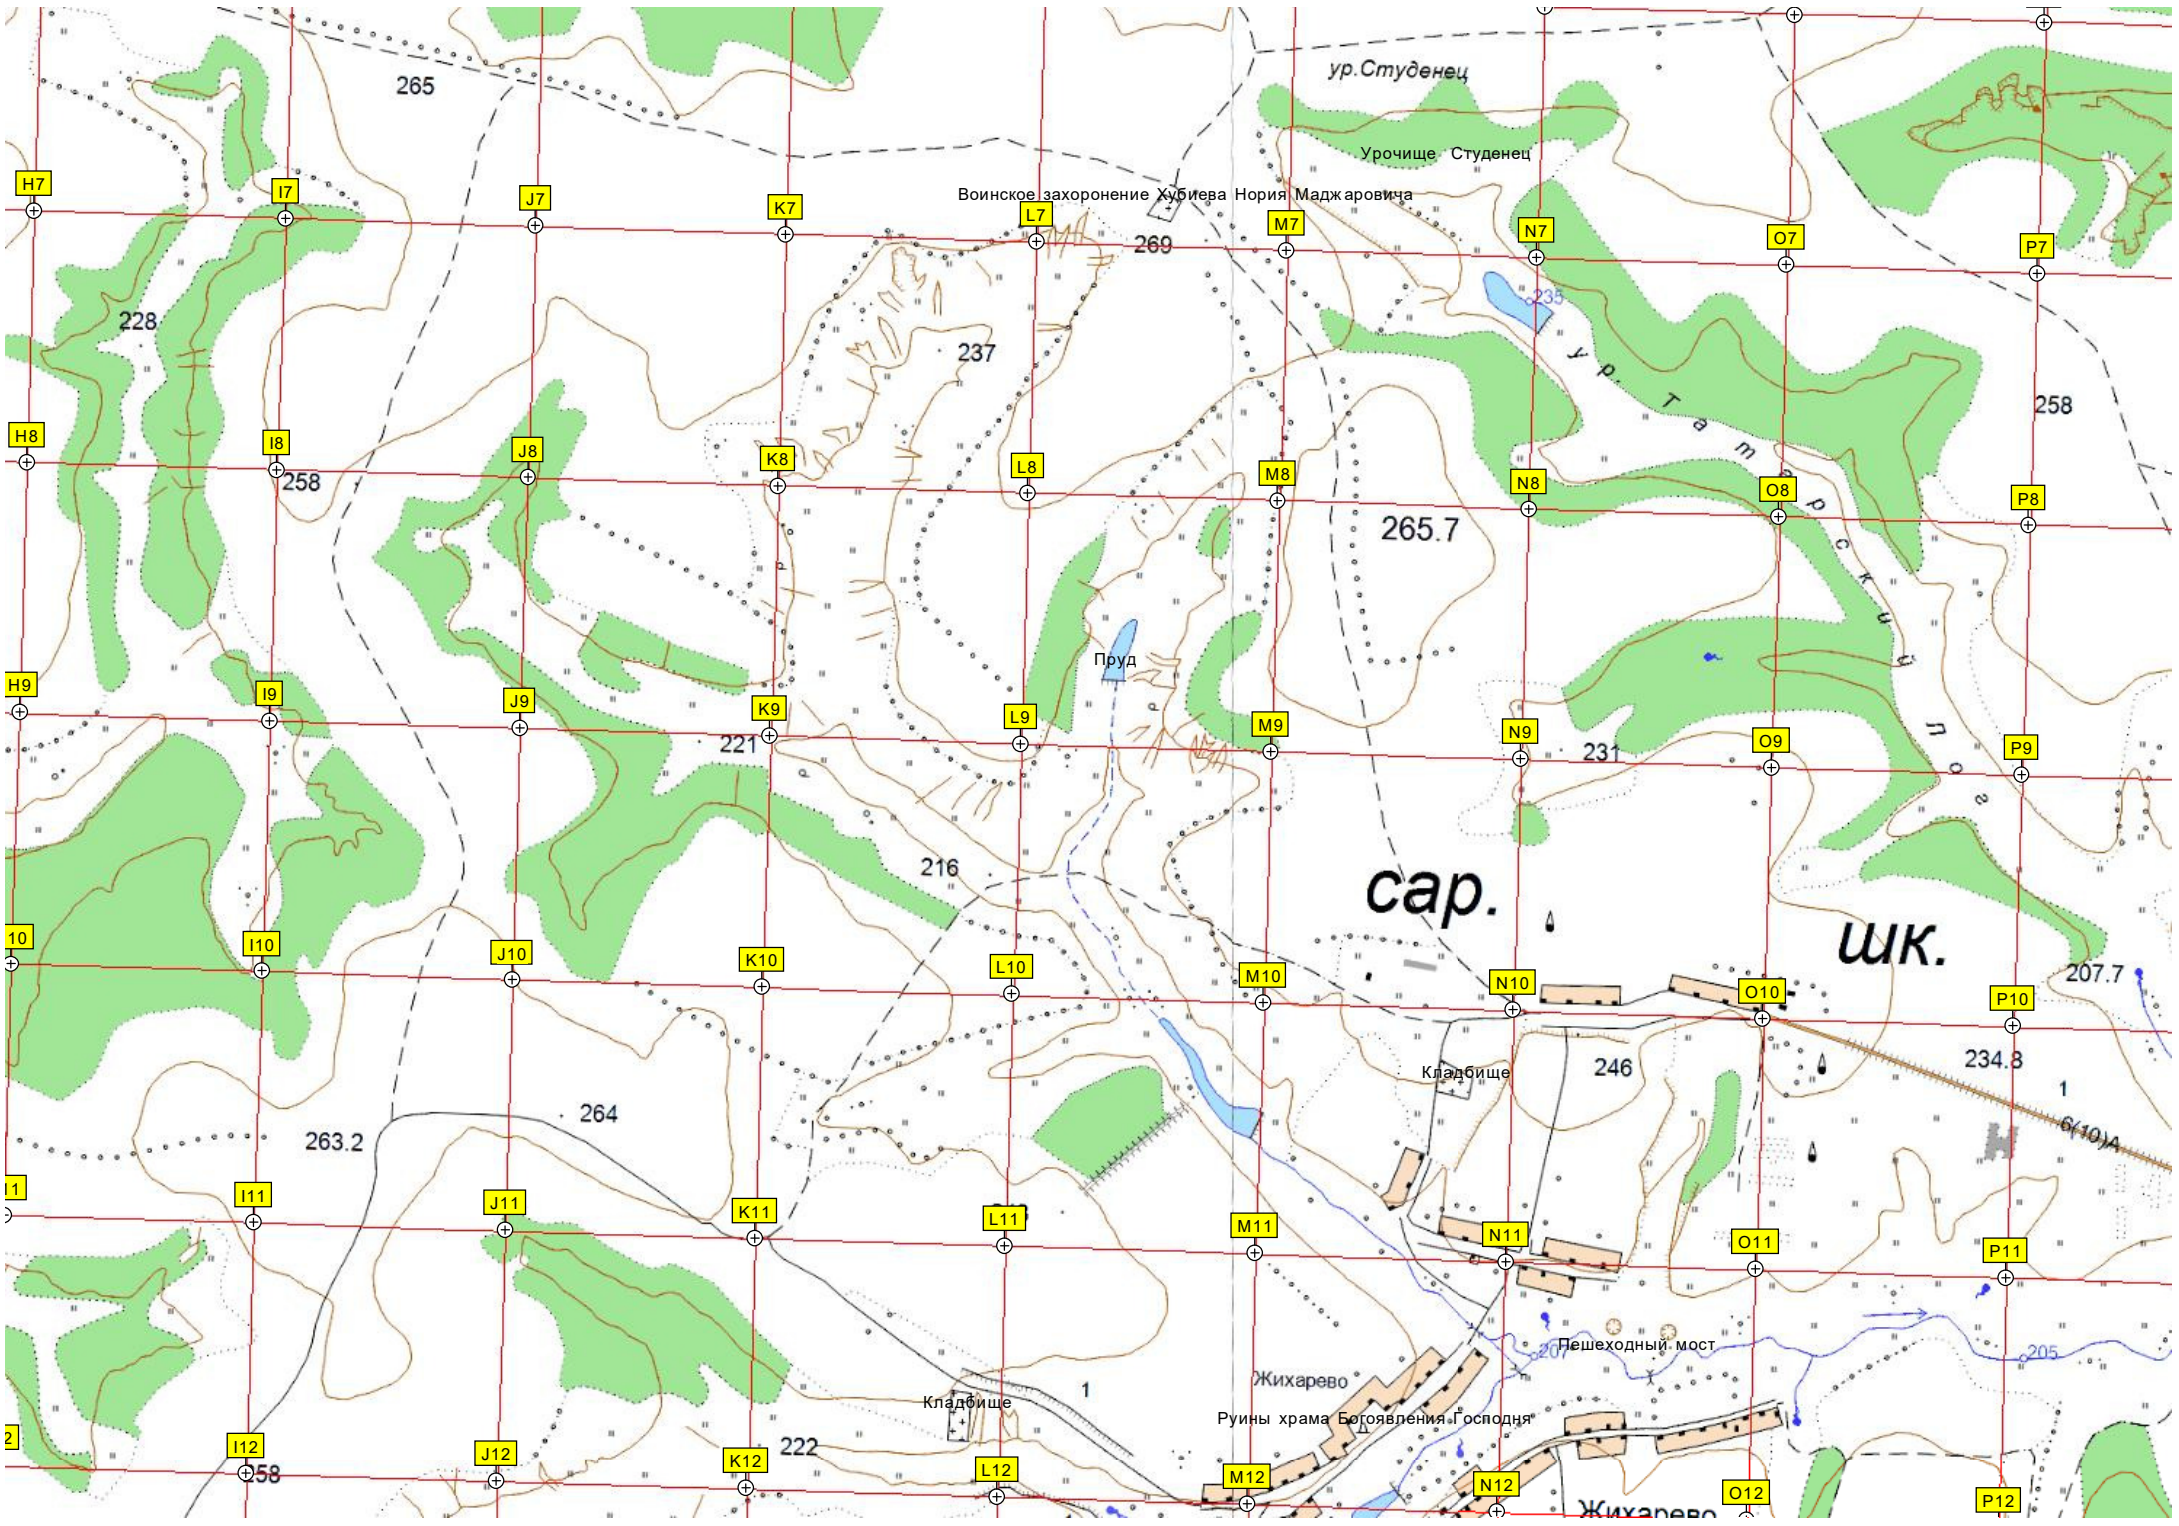 265
ур.Студенец
Урочище Студенец
Воинское захоронение Хубиева Нория Маджаровича
H7
I7
J7
K7
L7
M7
N7
O7
P7
269
235
228
237
ур. Татарский Лог
258
H8
I8
J8
K8
L8
M8
N8
O8
P8
258
265.7
Пруд
H9
I9
J9
K9
L9
M9
N9
O9
P9
221
231
216
сар.
шк.
10
I10
J10
K10
L10
M10
N10
O10
P10
207.7
246
234.8
Кладбище
1
6(10)А
264
263.2
11
I11
J11
K11
L11
M11
N11
O11
P11
207
Пешеходный мост
205
Жихарево
1
Кладбище
Руины храма Богоявления Господня
2
I12
J12
K12
L12
M12
N12
O12
P12
222
258
Жихарево